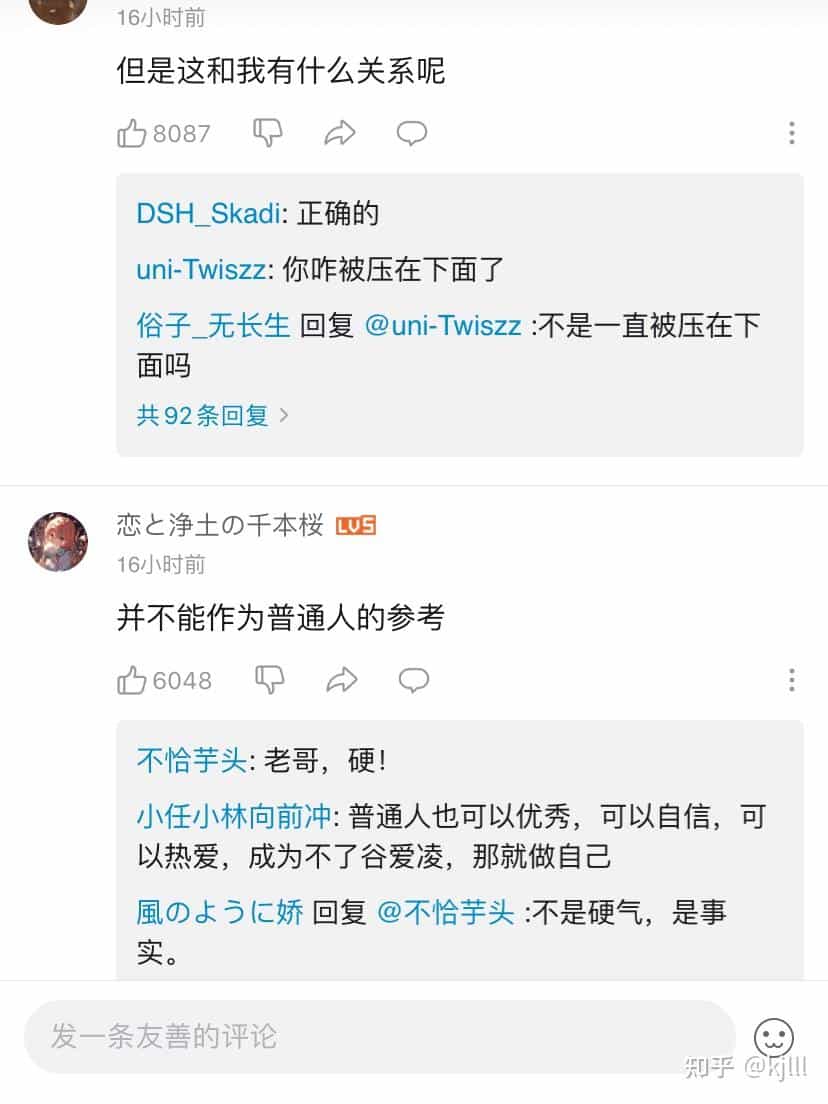 16小时前
但是这和我有什么关系呢
8087
DSH_Skadi: 正确的
uni-Twiszz: 你咋被压在下面了
俗子_无长生 回复 @uni-Twiszz :不是一直被压在下
面吗
共92条回复 >
恋と浄土の千本桜 LV5
16小时前
并不能作为普通人的参考
6048
不恰芋头: 老哥，硬！
小任小林向前冲: 普通人也可以优秀，可以自信，可
以热爱，成为不了谷爱凌，那就做自己
風のように娇 回复 @不恰芋头 :不是硬气，是事
实。
发一条友善的评论
知乎 @kjlll